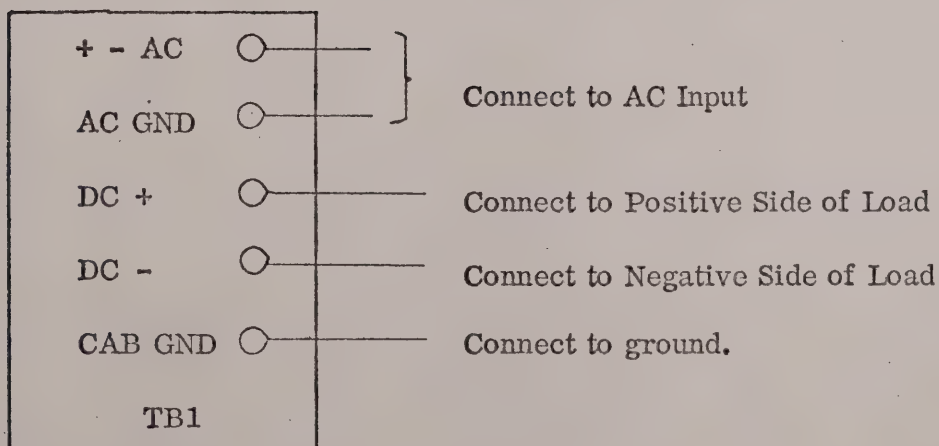 + - AC
AC GND
Connect to AC Input
DC +
Connect to Positive Side of Load
DC -
Connect to Negative Side of Load
CAB GND
Connect to ground.
TB1